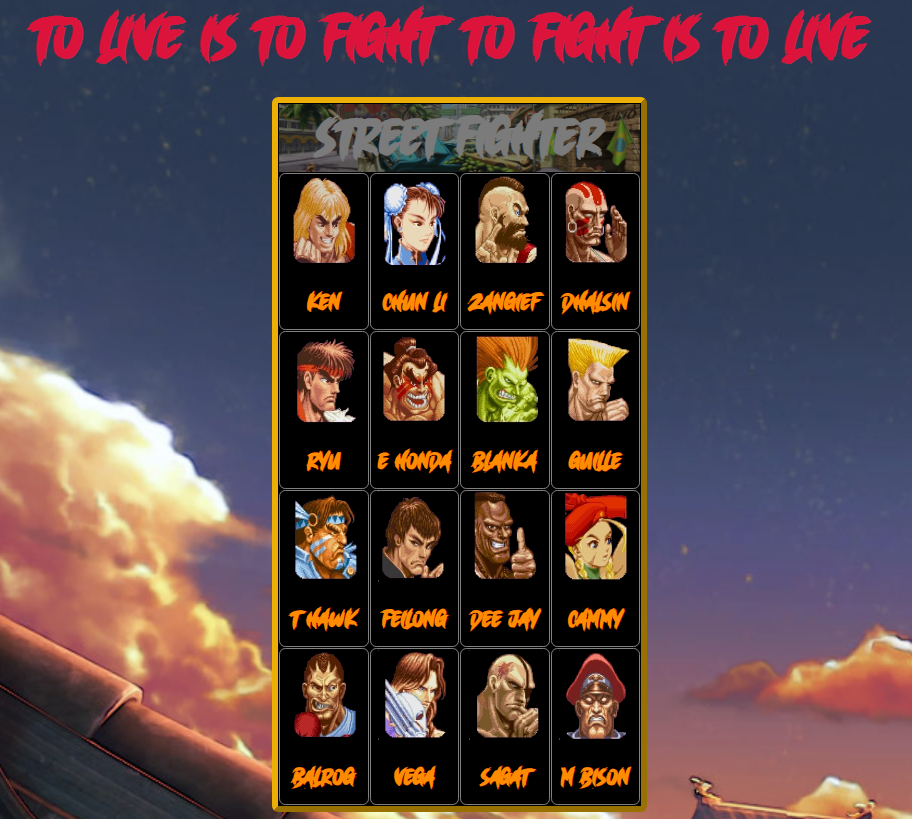 TO LIVE IS TO FIGHT TO FIGHT IS TO LIVE
STREET FIGHTER
KEN CHUN LI ZANGIEF DHALSIN
RYU E HONDA BLANKA GUILLE
T HAWK FEILONG DEE JAY CAMMY
BALROG VEGA SAGAT M BISON